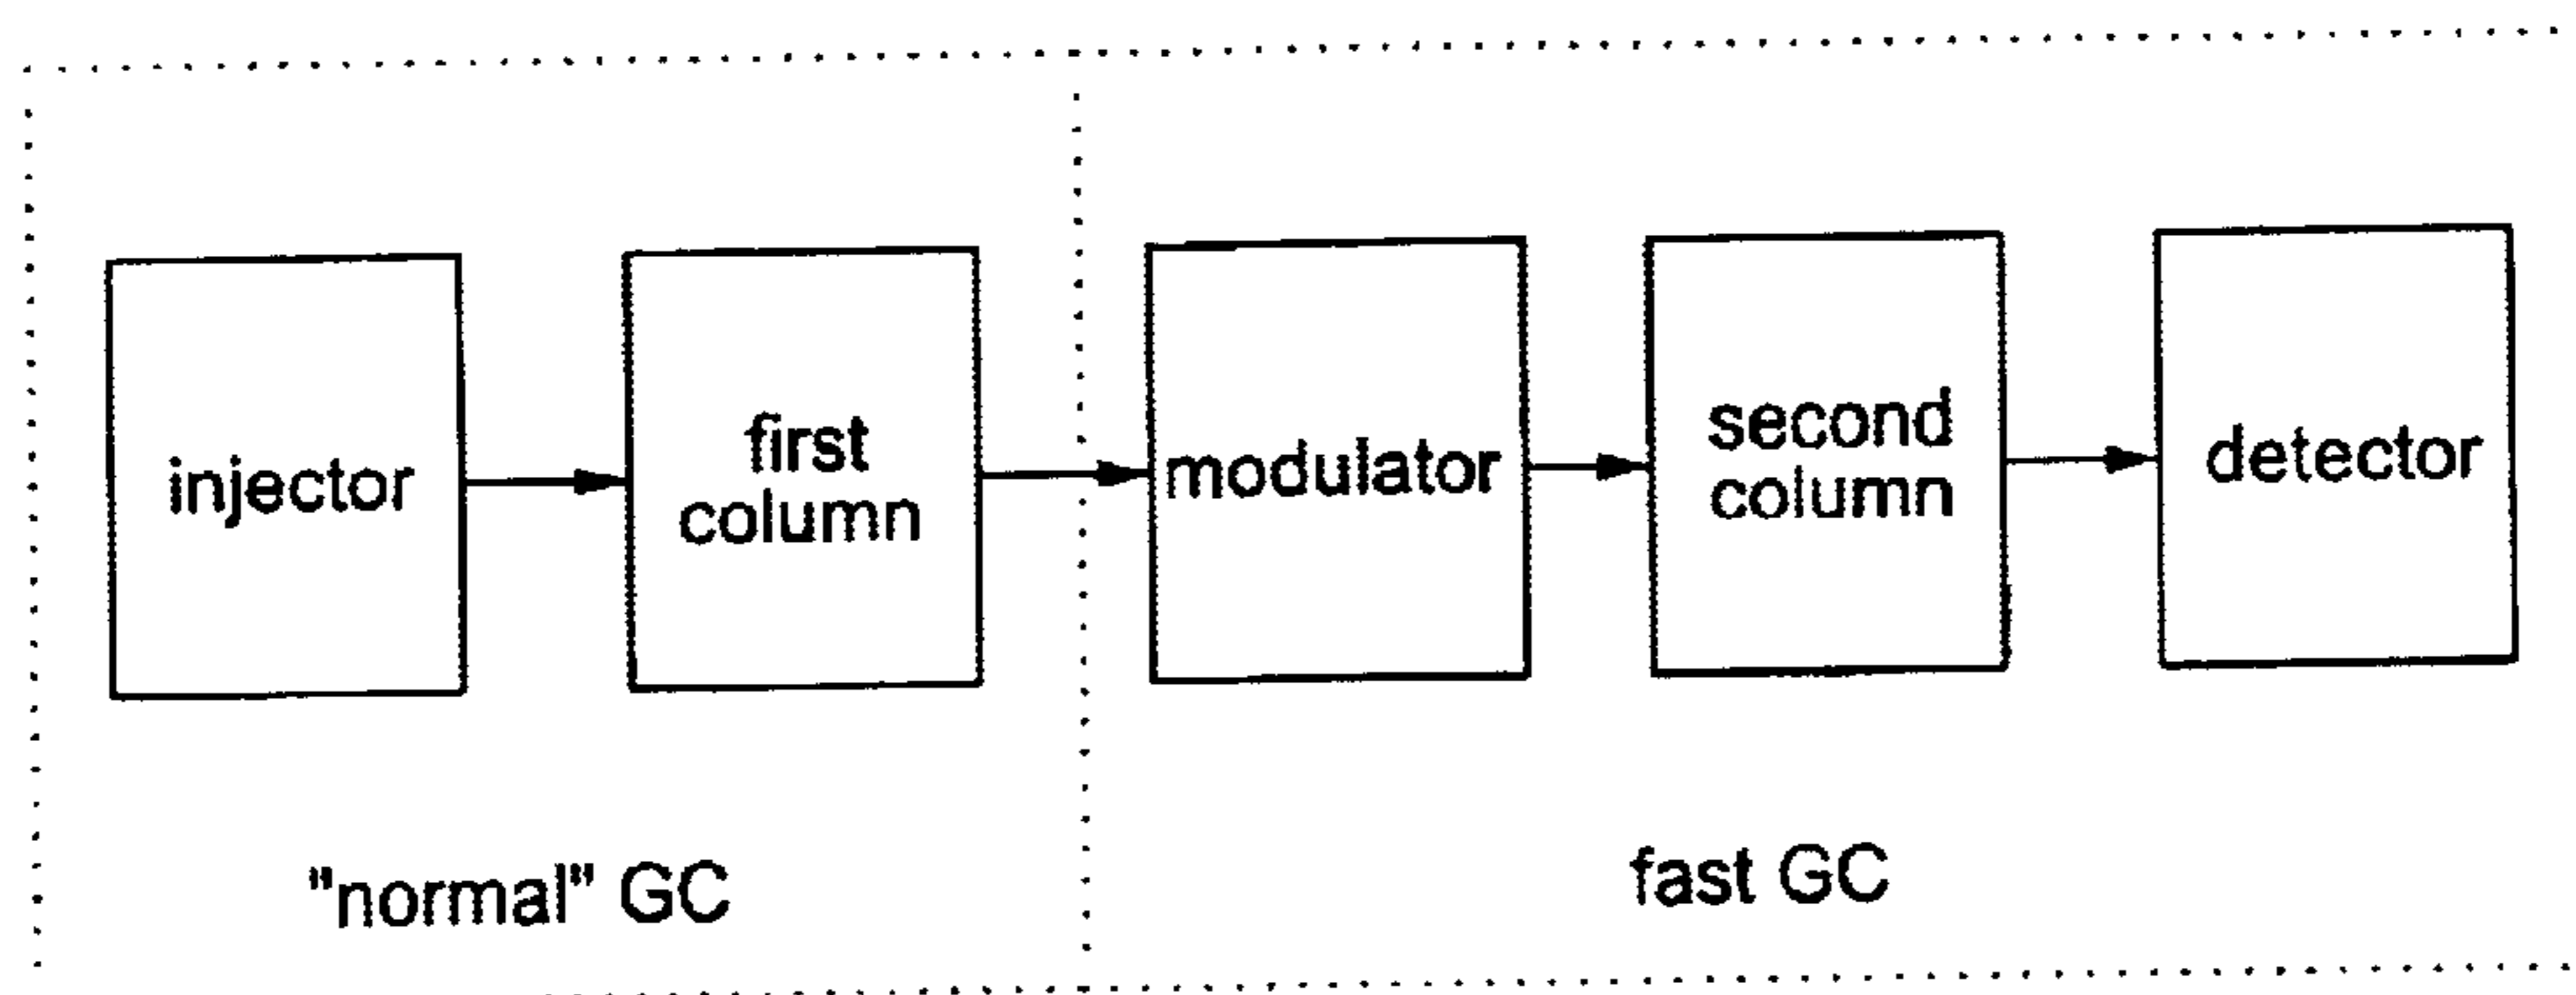 injector
first
column
modulator
second
column
detector
"normal" GC
fast GC